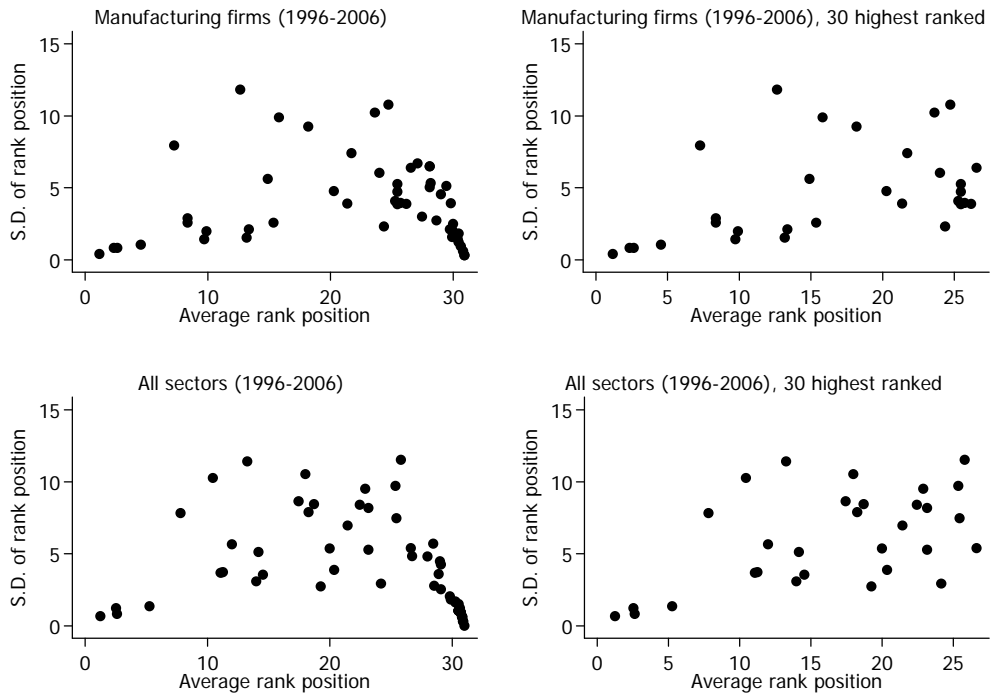 Manufacturing firms (1996-2006)
15
10
5
0
S.D. of rank position
0 10 20 30
Average rank position
Manufacturing firms (1996-2006), 30 highest ranked
15
10
5
0
S.D. of rank position
0 5 10 15 20 25
Average rank position
All sectors (1996-2006)
15
10
5
0
S.D. of rank position
0 10 20 30
Average rank position
All sectors (1996-2006), 30 highest ranked
15
10
5
0
S.D. of rank position
0 5 10 15 20 25
Average rank position